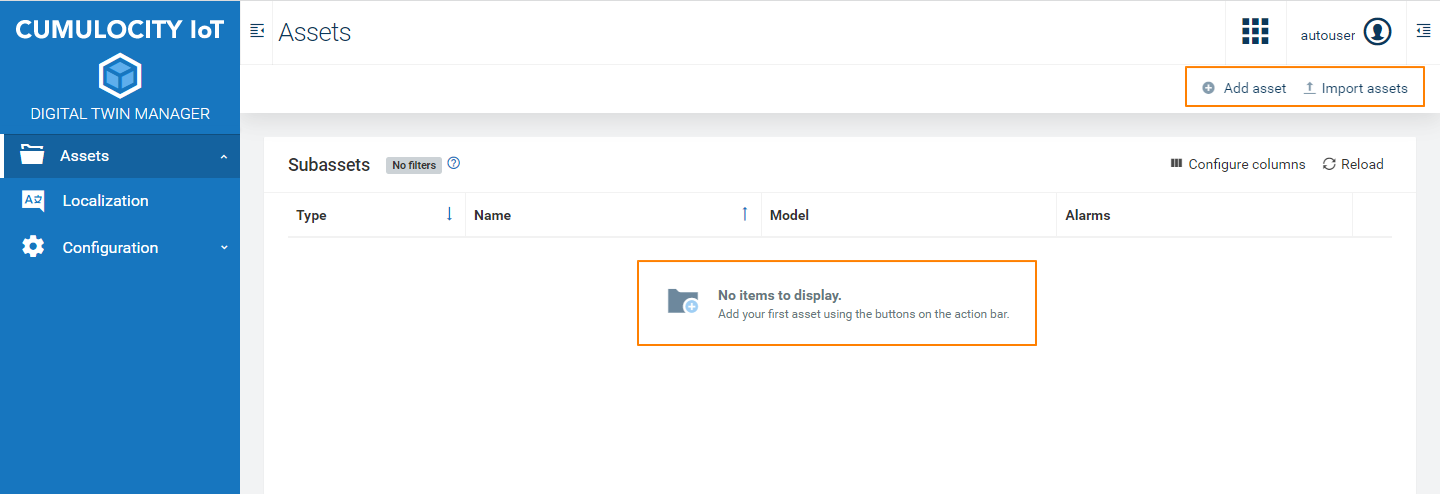 CUMULOCITY IoT
DIGITAL TWIN MANAGER
Assets
Localization
Configuration
Assets
autouser
Add asset Import assets
Subassets No filters Configure columns Reload
Type Name Model Alarms
No items to display.
Add your first asset using the buttons on the action bar.